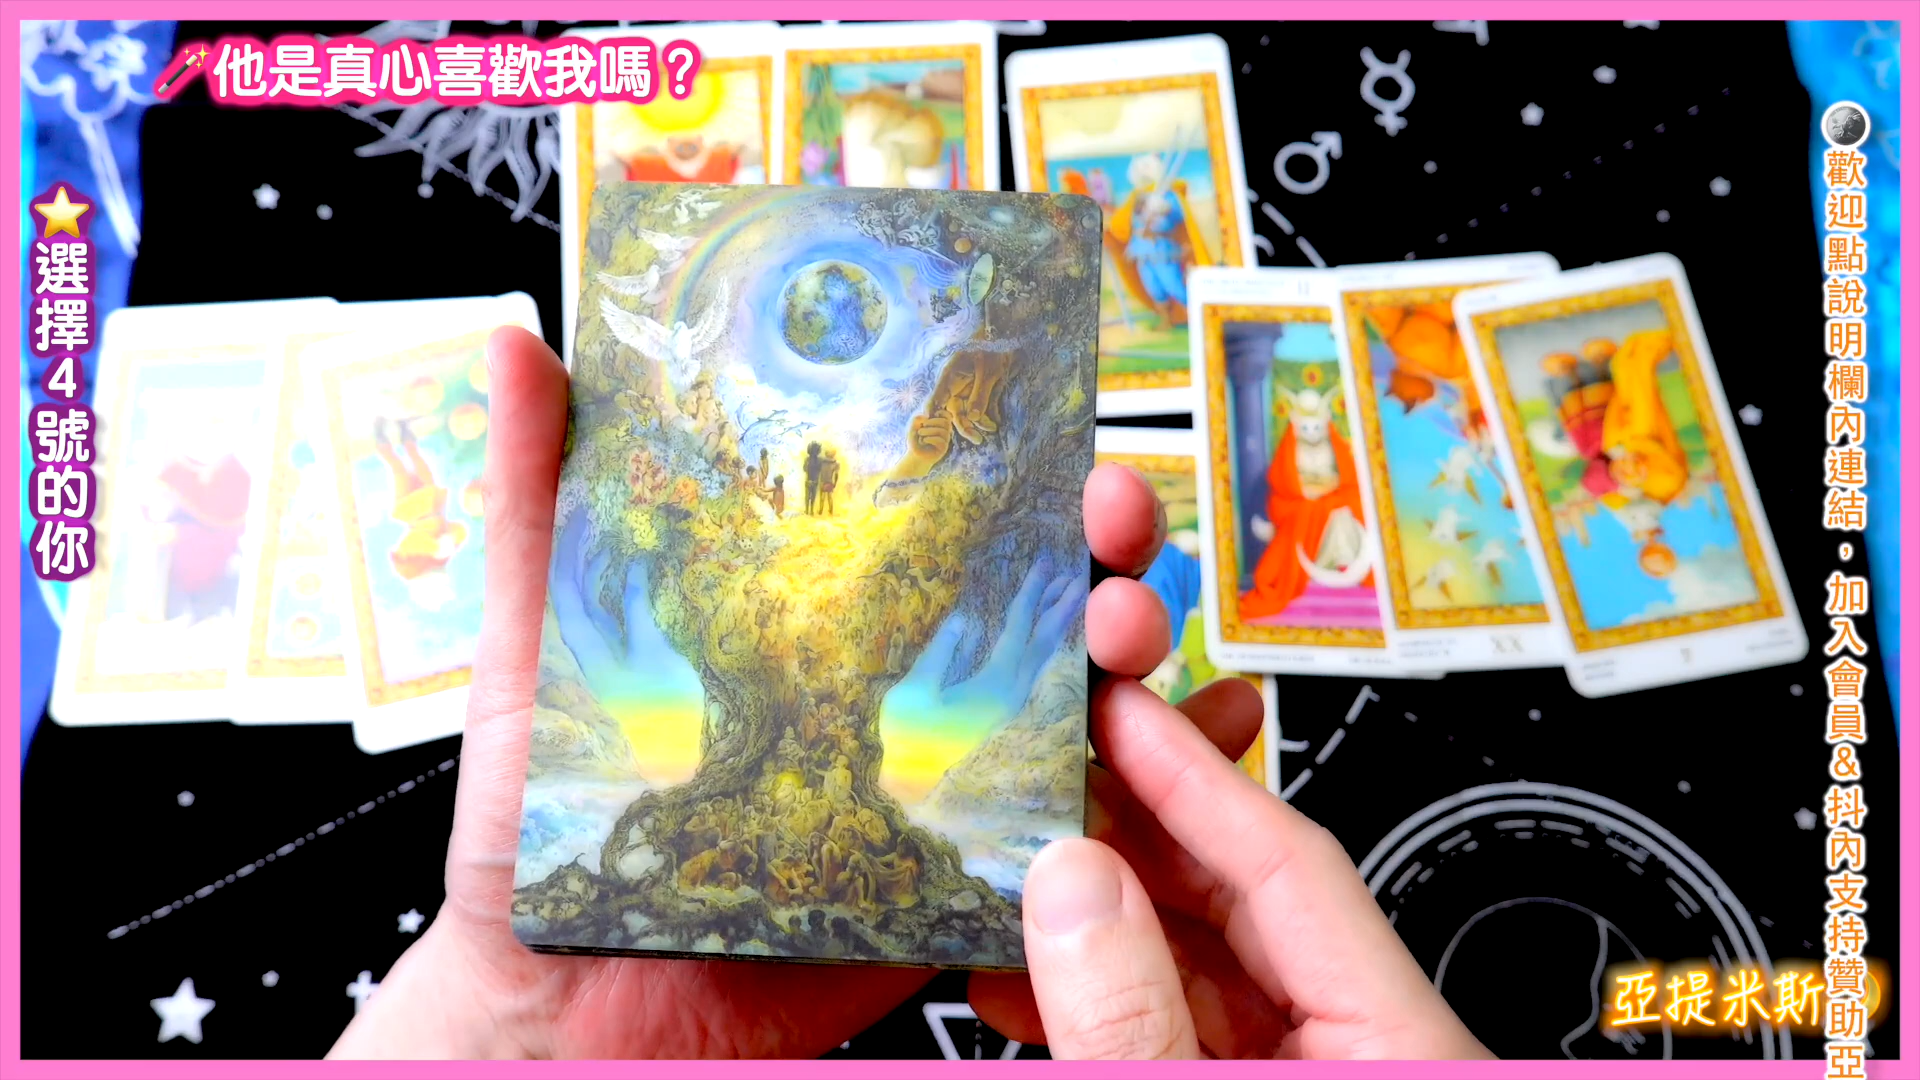 他是真心喜歡我嗎？
選擇4號的你
歡迎點說明欄內連結，加入會員&抖內支持贊助亞
亞提米斯
II
XX